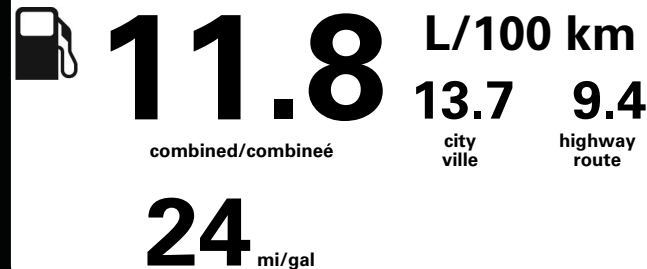 11.8 L/100 km
13.7 9.4
combined/combineé
city highway
ville route
24 mi/gal